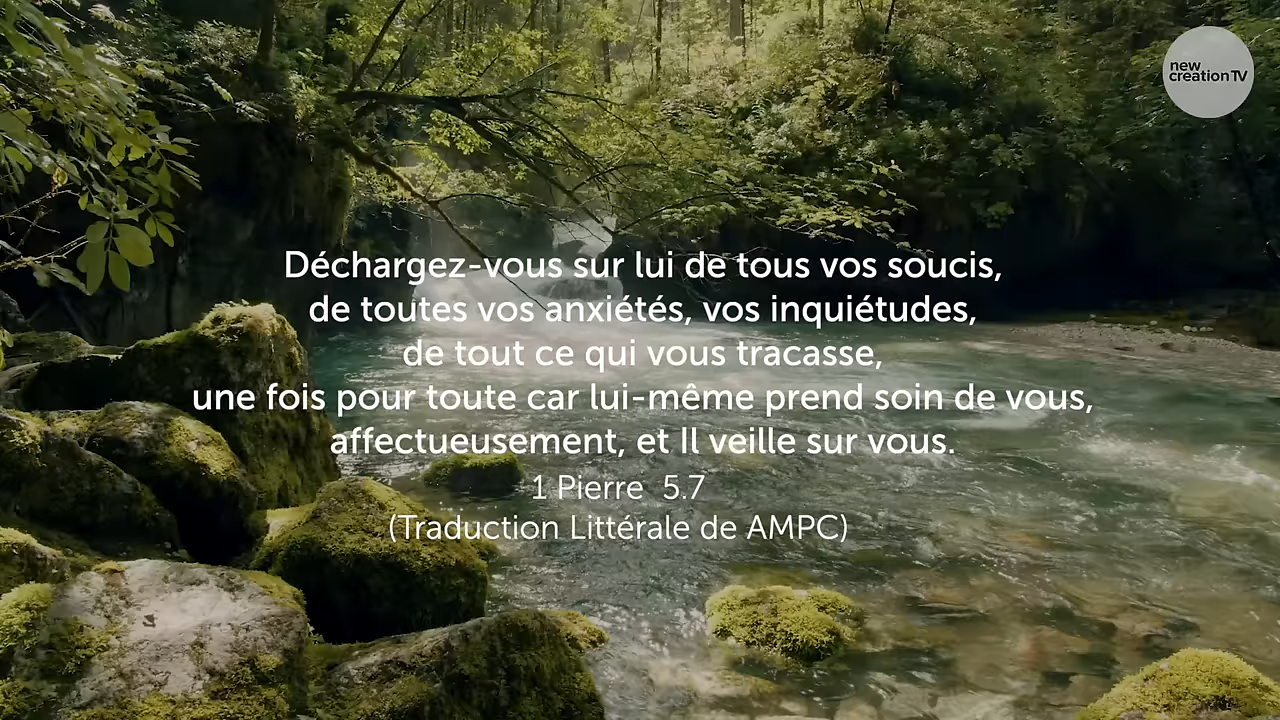 new
creation TV
Déchargez-vous sur lui de tous vos soucis,
de toutes vos anxiétés, vos inquiétudes,
de tout ce qui vous tracasse,
une fois pour toute car lui-même prend soin de vous,
affectueusement, et Il veille sur vous.
1 Pierre 5.7
(Traduction Littérale de AMPC)